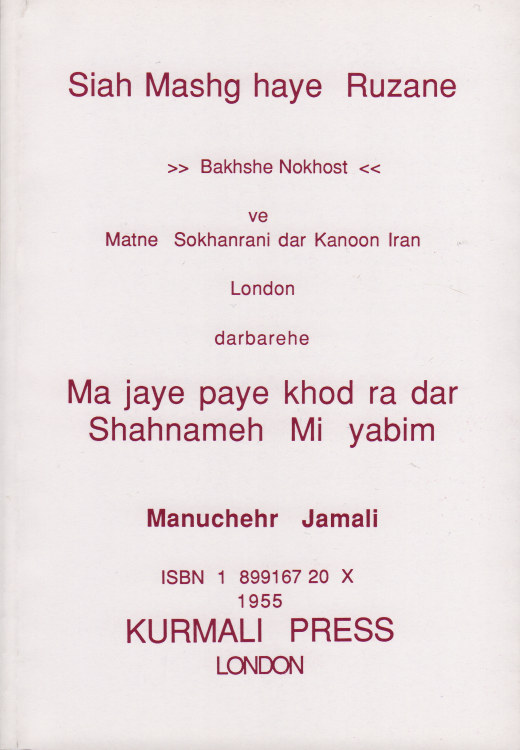 Siah Mashg haye Ruzane
>> Bakhshe Nokhost <<
ve
Matne Sokhanrani dar Kanoon Iran
London
darbarehe
Ma jaye paye khod ra dar
Shahnameh Mi yabim
Manuchehr Jamali
ISBN 1 899167 20 X
1955
KURMALI PRESS
LONDON